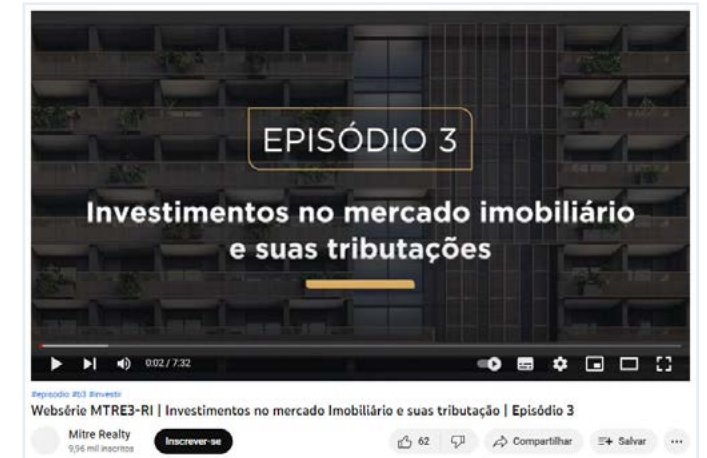 EPISÓDIO 3
Investimentos no mercado imobiliário
e suas tributações
0:02 / 7:32
#episodio #b3 #investir
Websérie MTRE3-RI | Investimentos no mercado Imobiliário e suas tributação | Episódio 3
Mitre Realty
9,96 mil inscritos
Inscrever-se
62
Compartilhar
Salvar